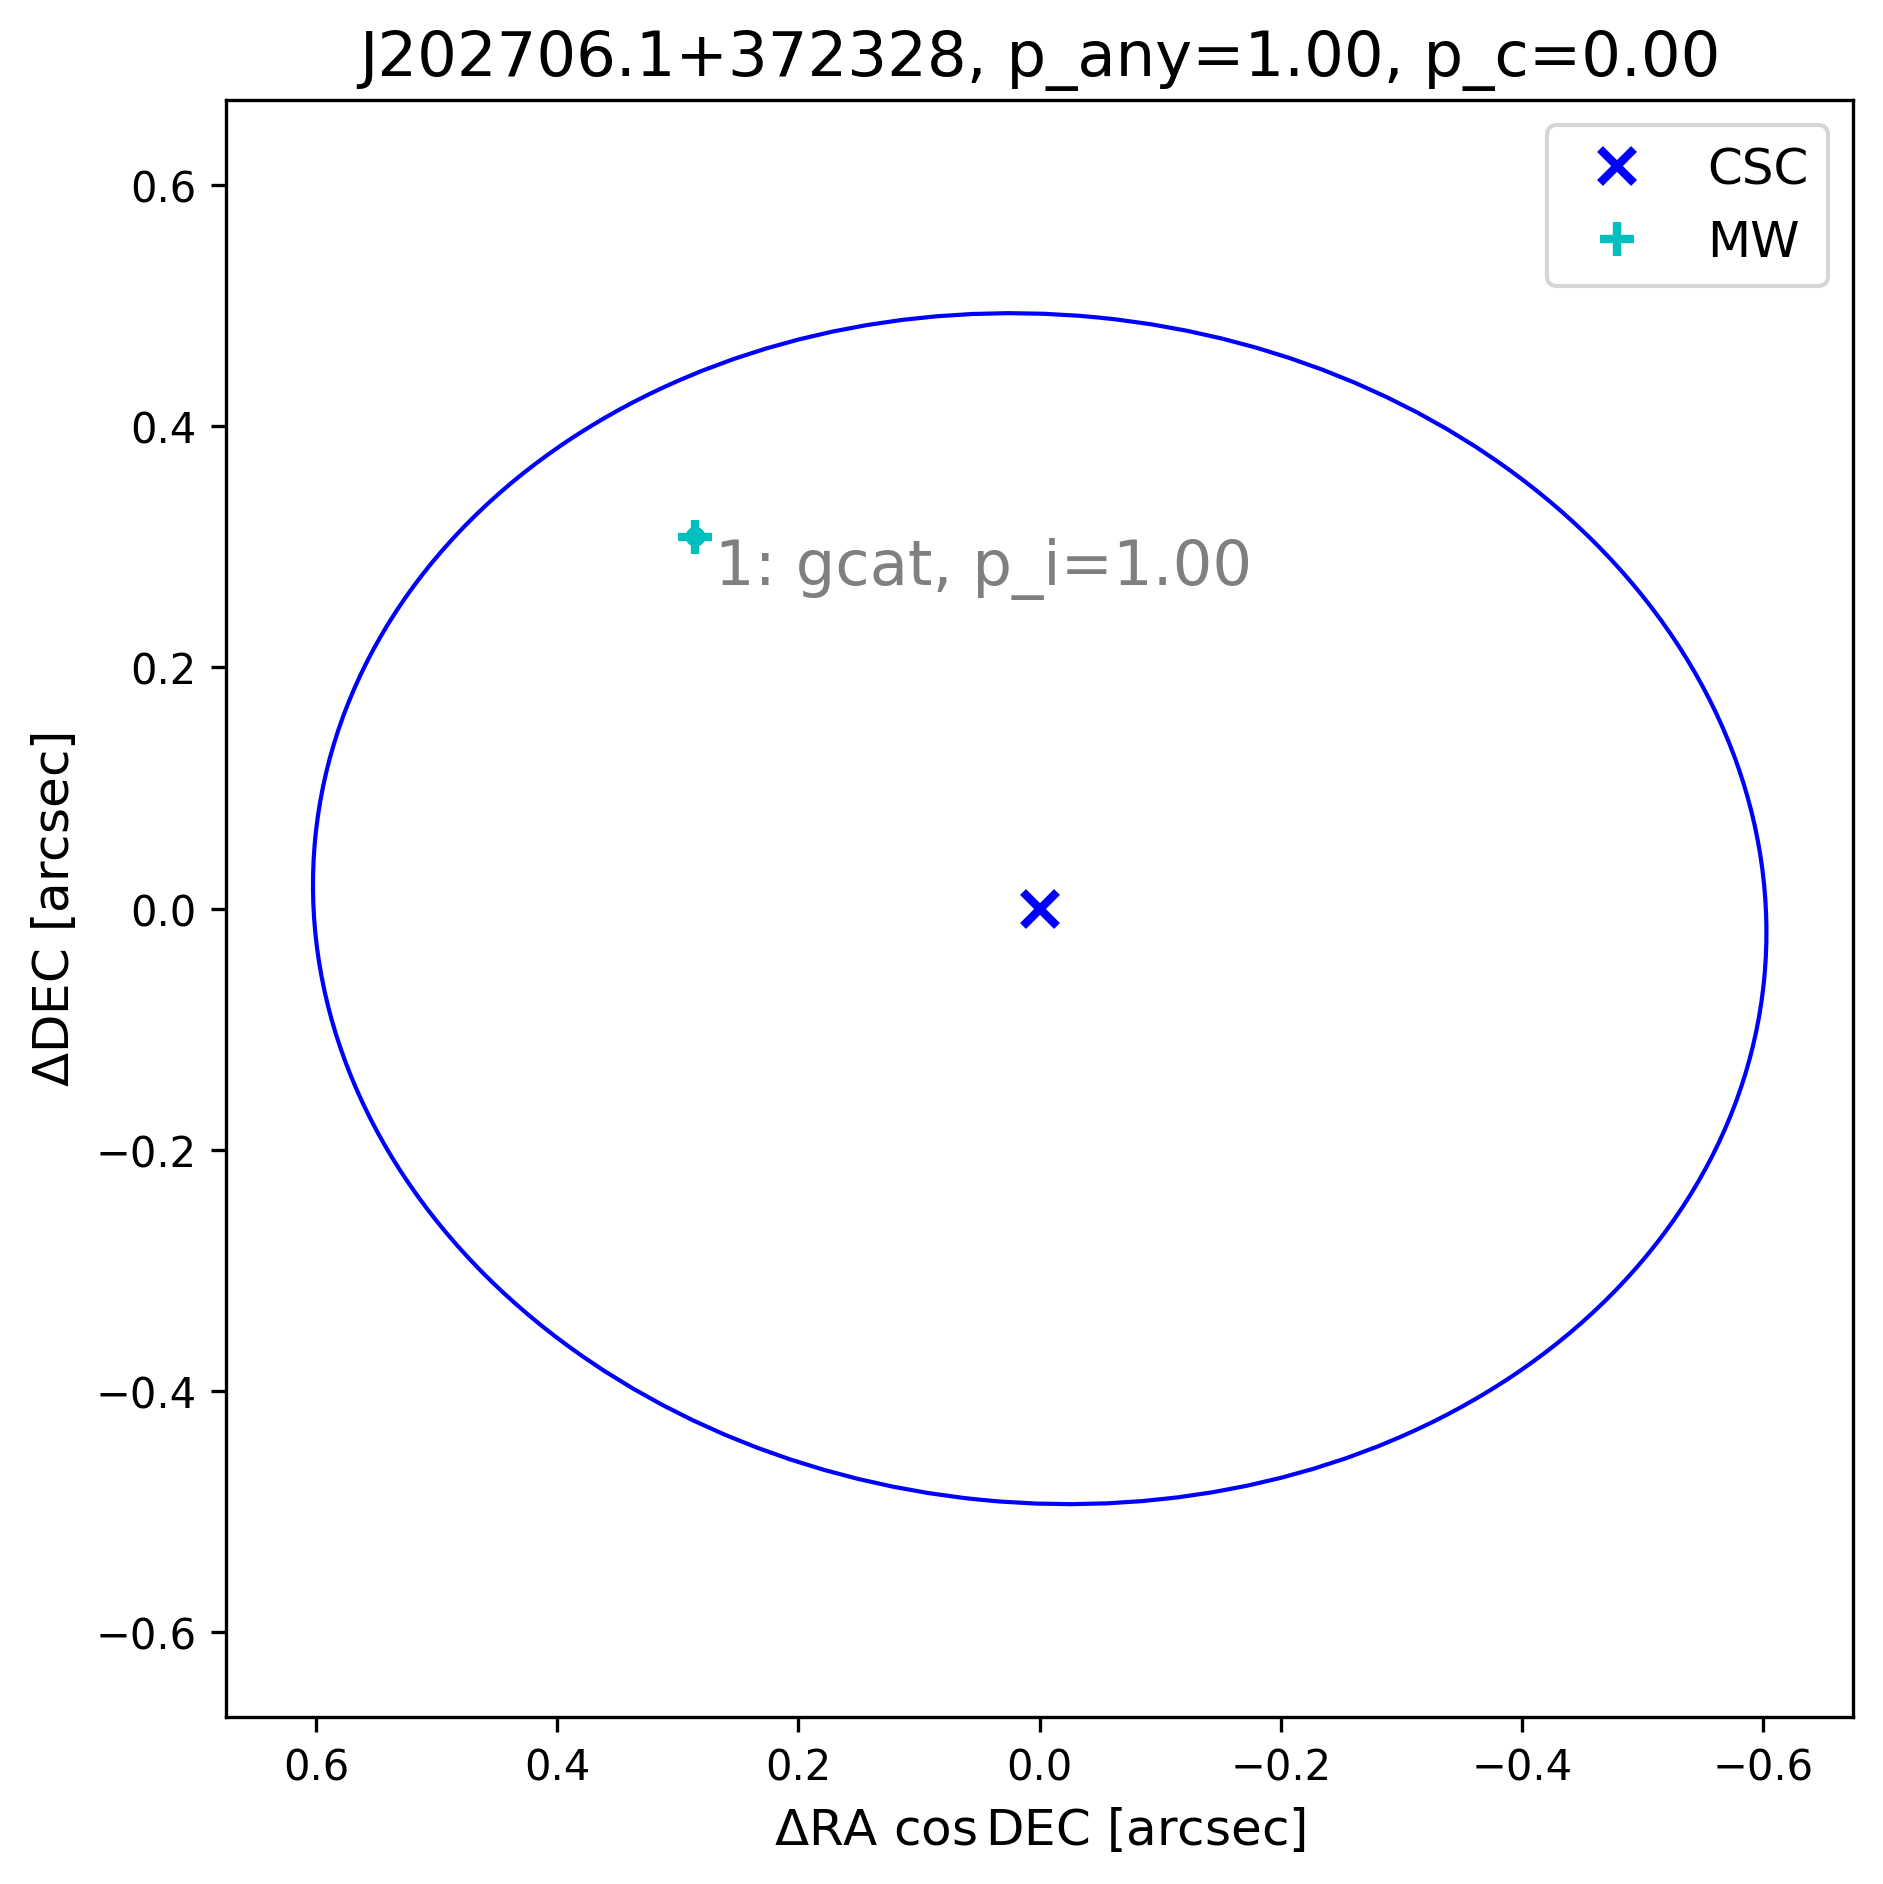 J202706.1+372328, p_any=1.00, p_c=0.00
CSC
MW
1: gcat, p_i=1.00
0.6
0.4
0.2
0.0
−0.2
−0.4
−0.6
ΔDEC [arcsec]
0.6 0.4 0.2 0.0 −0.2 −0.4 −0.6
ΔRA cos DEC [arcsec]